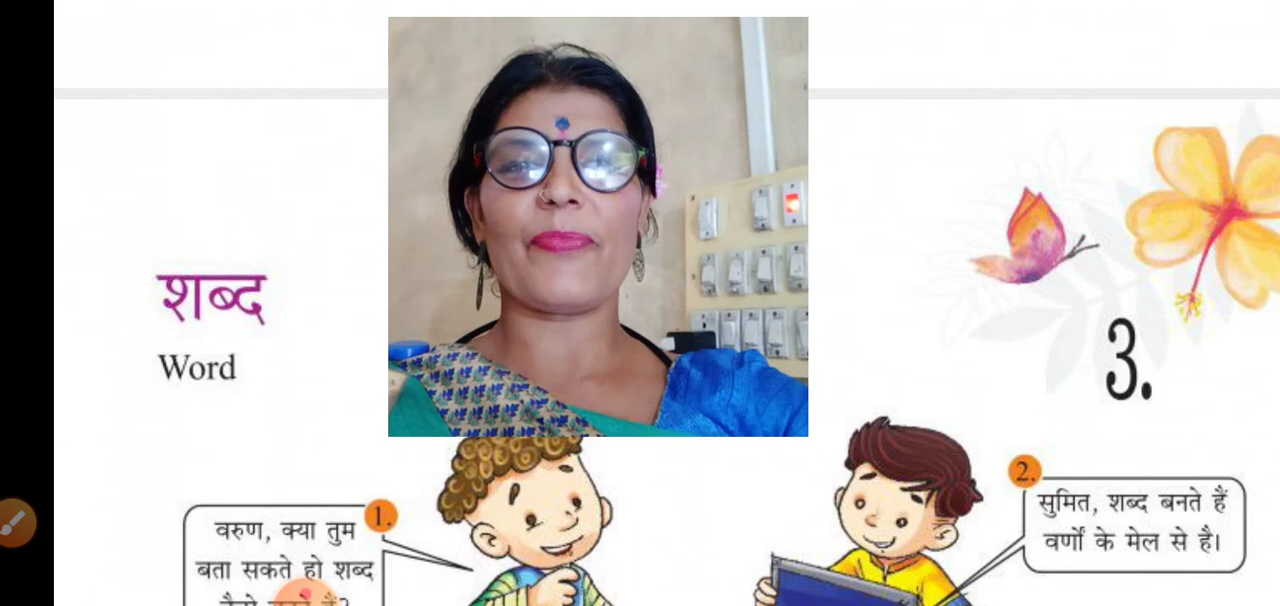 शब्द
Word
3.
1.
वरुण, क्या तुम
बता सकते हो शब्द
2.
सुमित, शब्द बनते हैं
वर्णों के मेल से है।